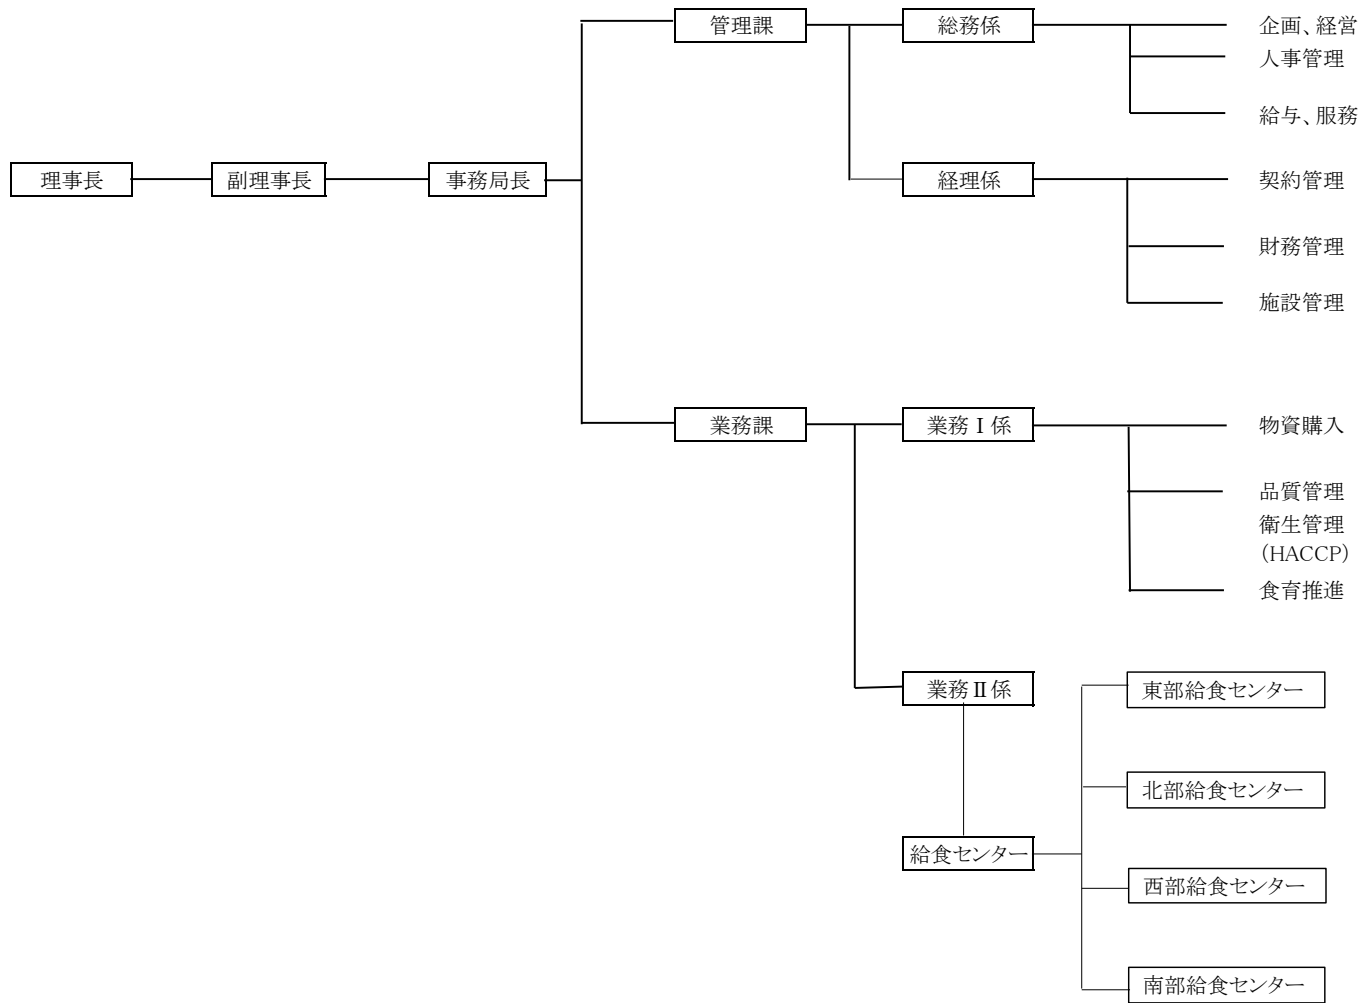 理事長
副理事長
事務局長
管理課
総務係
企画、経営
人事管理
給与、服務
経理係
契約管理
財務管理
施設管理
業務課
業務Ⅰ係
物資購入
品質管理
衛生管理
（HACCP）
食育推進
業務Ⅱ係
給食センター
東部給食センター
北部給食センター
西部給食センター
南部給食センター